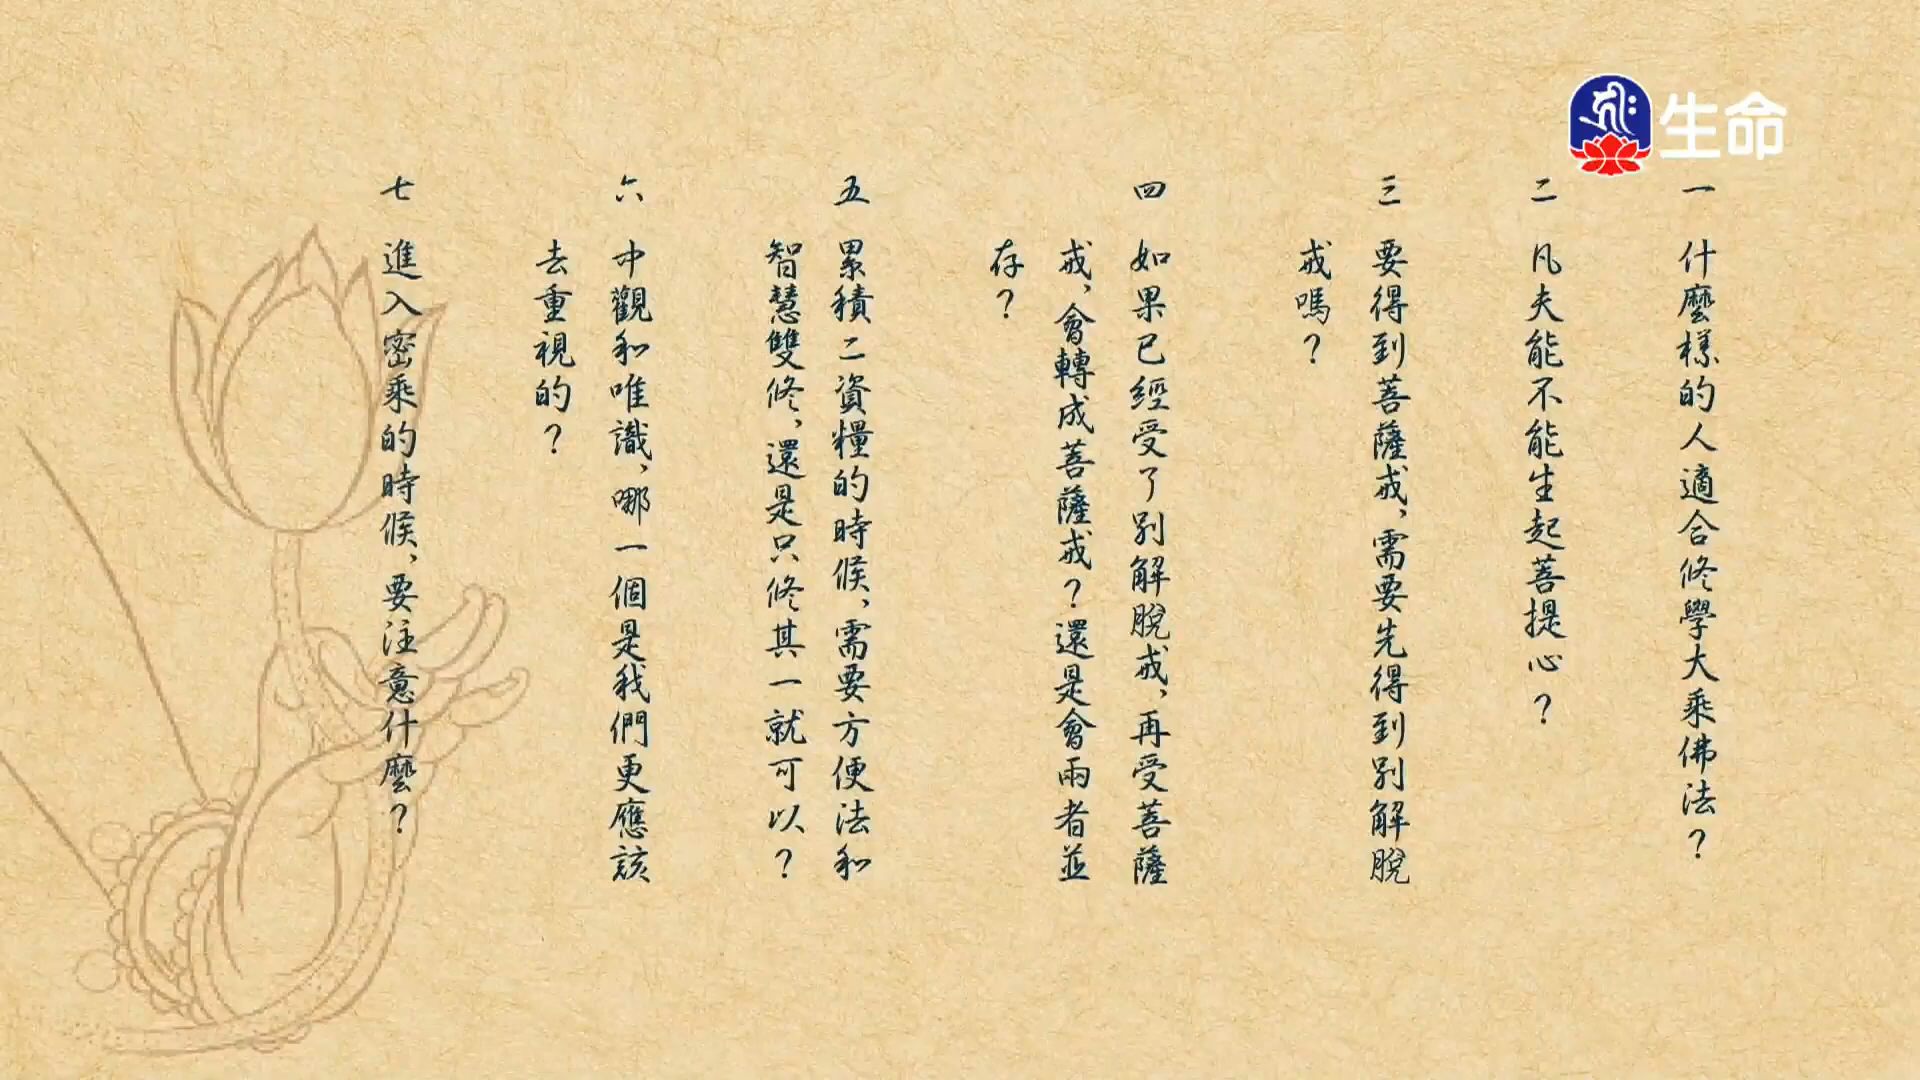 生命
一 什麼樣的人適合修學大乘佛法？
二 凡夫能不能生起菩提心？
三 要得到菩薩戒，需要先得到別解脫
戒嗎？
四 如果已經受了別解脫戒，再受菩薩
戒，會轉成菩薩戒？還是會兩者並
存？
五 累積二資糧的時候，需要方便法和
智慧雙修，還是只修其一就可以？
六 中觀和唯識，哪一個是我們更應該
去重視的？
七 進入密乘的時候，要注意什麼？